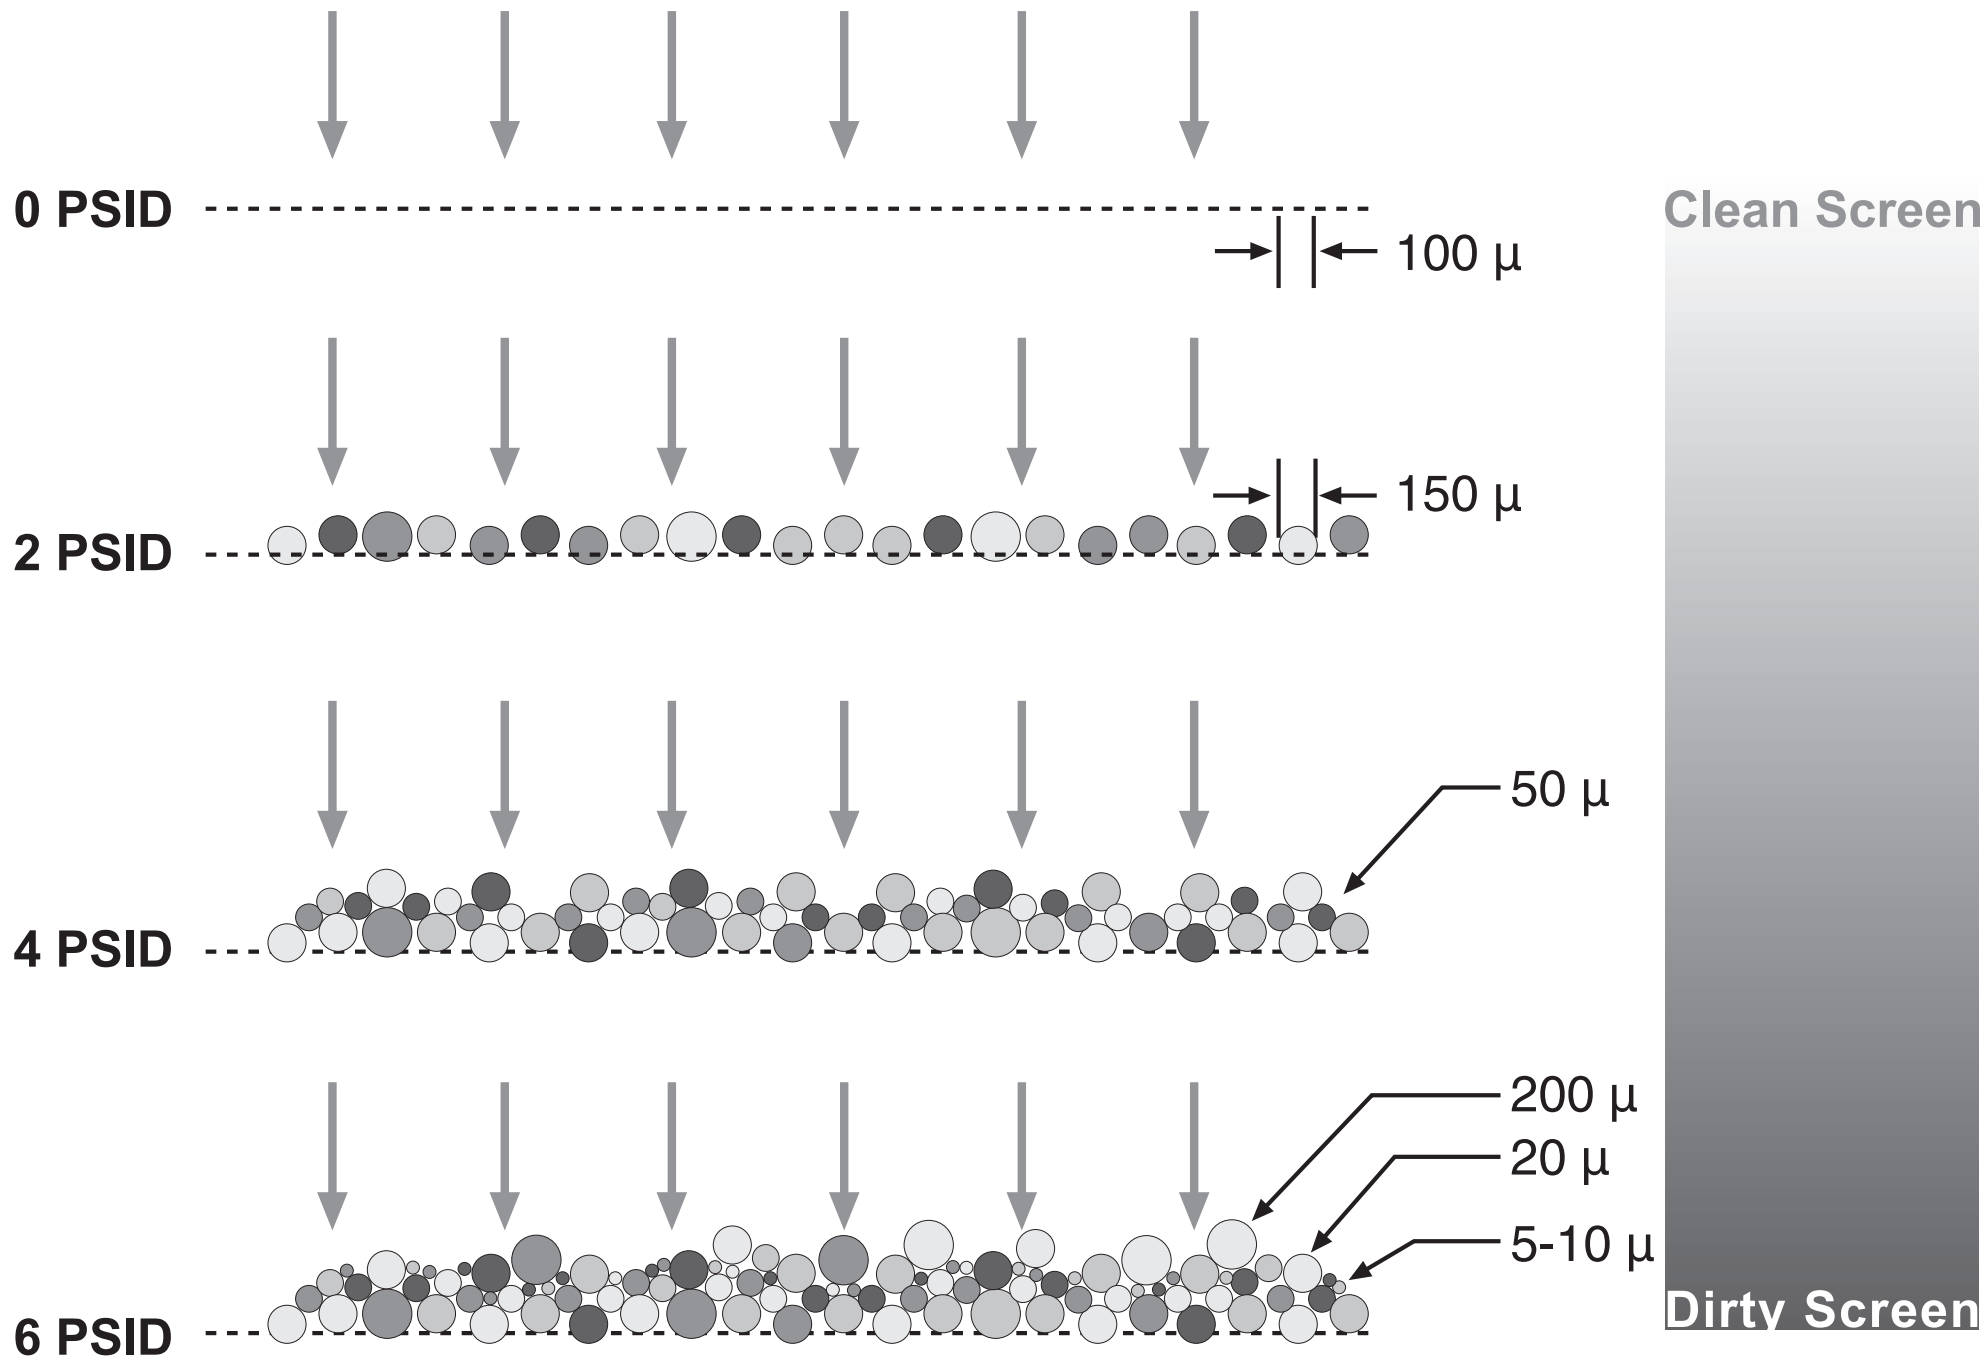 0 PSID
Clean Screen
100 µ
150 µ
2 PSID
50 µ
4 PSID
200 µ
20 µ
5-10 µ
6 PSID
Dirty Screen